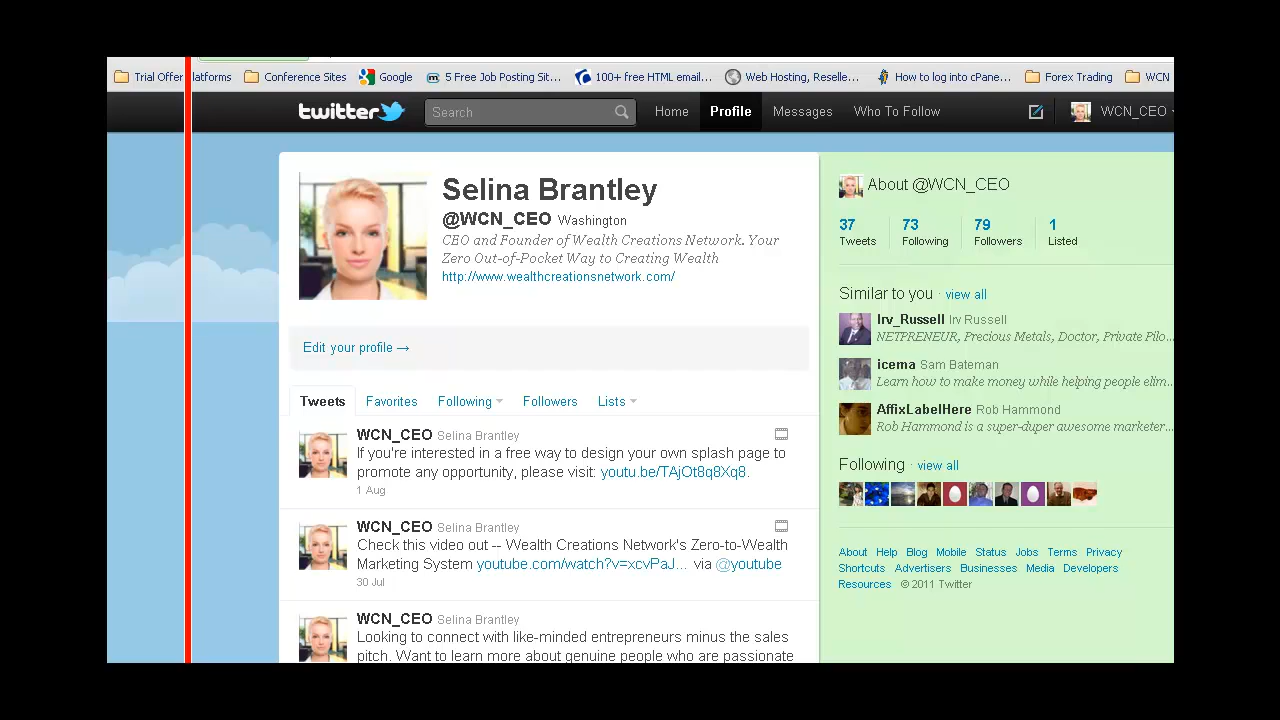 Trial Offer latforms Conference Sites Google 5 Free Job Posting Sit... 100+ free HTML email... Web Hosting, Reselle... How to log into cPane... Forex Trading WCN
twitter Search Home Profile Messages Who To Follow WCN_CEO
Selina Brantley
@WCN_CEO Washington
CEO and Founder of Wealth Creations Network. Your
Zero Out-of-Pocket Way to Creating Wealth
http://www.wealthcreationsnetwork.com/
Edit your profile →
Tweets Favorites Following Followers Lists
WCN_CEO Selina Brantley
If you're interested in a free way to design your own splash page to
promote any opportunity, please visit: youtu.be/TAjOt8q8Xq8.
1 Aug
WCN_CEO Selina Brantley
Check this video out -- Wealth Creations Network's Zero-to-Wealth
Marketing System youtube.com/watch?v=xcvPaJ... via @youtube
30 Jul
WCN_CEO Selina Brantley
Looking to connect with like-minded entrepreneurs minus the sales
pitch. Want to learn more about genuine people who are passionate
About @WCN_CEO
37 73 79 1
Tweets Following Followers Listed
Similar to you · view all
Irv_Russell Irv Russell
NETPRENEUR, Precious Metals, Doctor, Private Pilo...
icema Sam Bateman
Learn how to make money while helping people elim...
AffixLabelHere Rob Hammond
Rob Hammond is a super-duper awesome marketer...
Following · view all
About Help Blog Mobile Status Jobs Terms Privacy
Shortcuts Advertisers Businesses Media Developers
Resources © 2011 Twitter